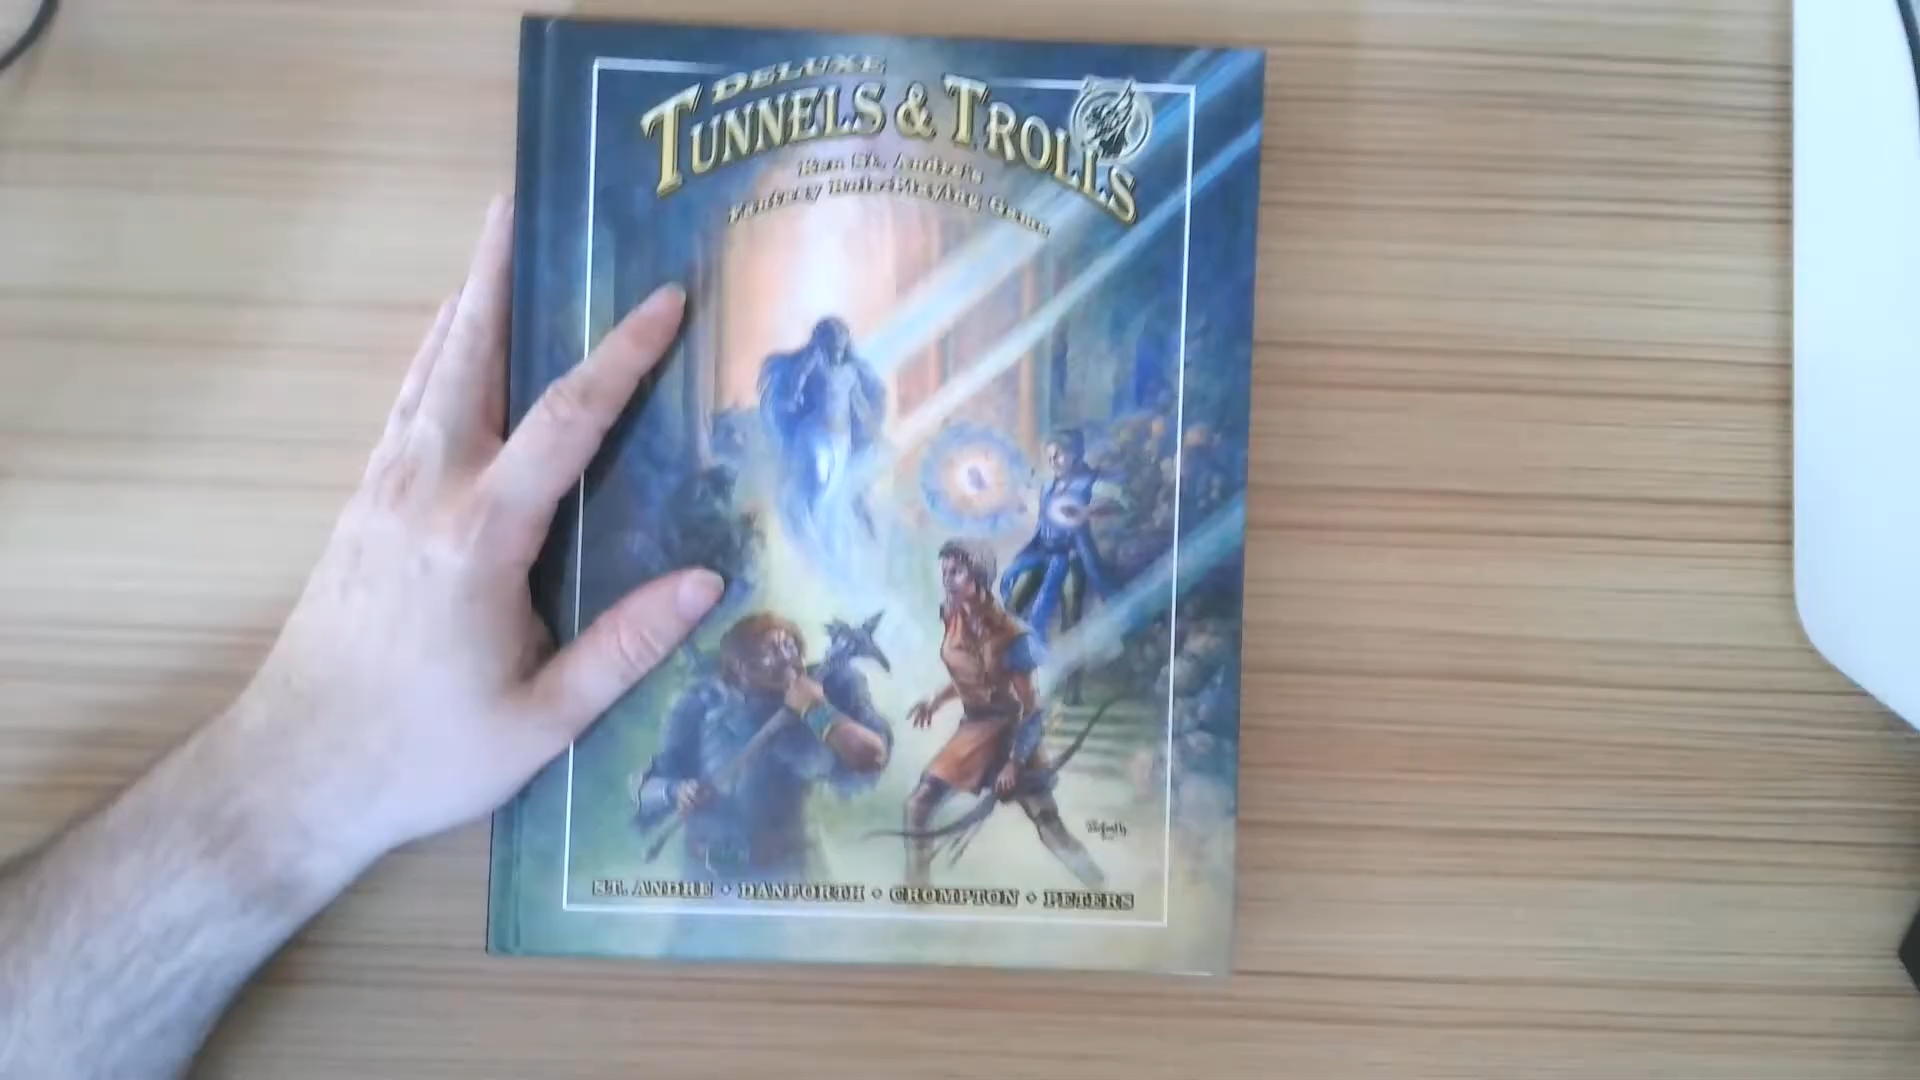 DELUXE
TUNNELS & TROLLS
Ken St. Andre's
Fantasy Role-Playing Game
ST. ANDRE • DANFORTH • CROMPTON • PETERS